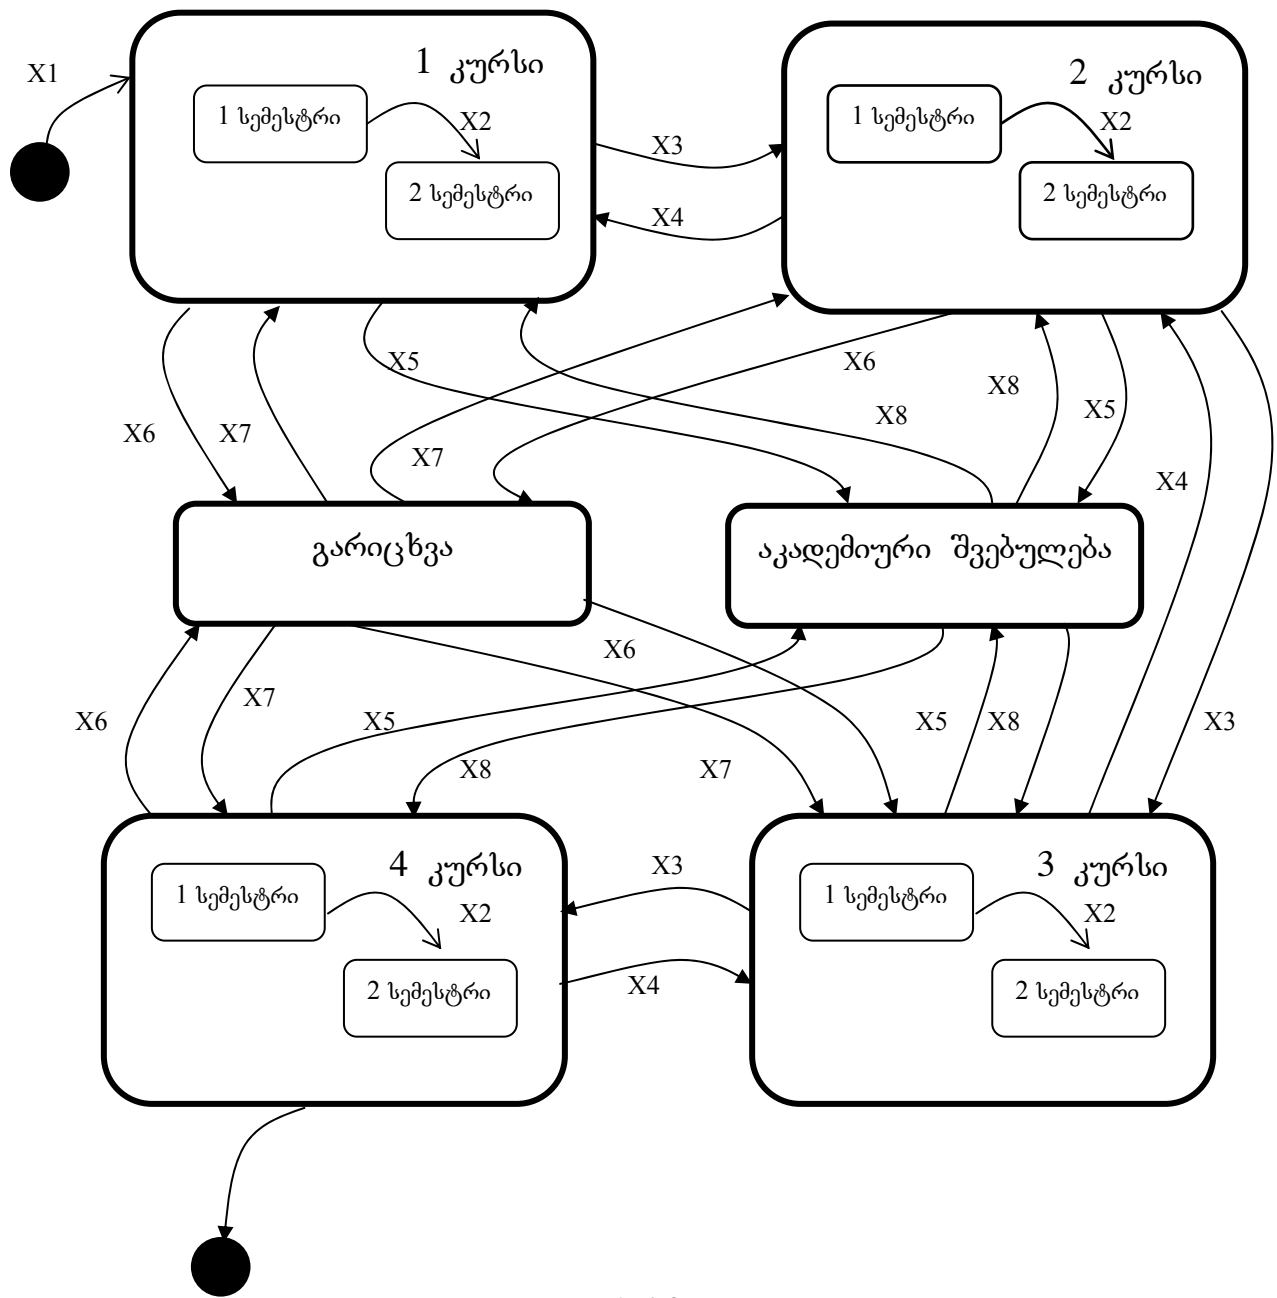 1 კურსი
2 კურსი
X1
1 სემესტრი
X2
1 სემესტრი
X2
X3
2 სემესტრი
2 სემესტრი
X4
X5
X6
X8
X8
X5
X6
X7
X7
X4
გარიცხვა
აკადემიური შვებულება
X6
X7
X6
X5
X5
X8
X3
X8
X7
4 კურსი
X3
3 კურსი
1 სემესტრი
X2
1 სემესტრი
X2
2 სემესტრი
X4
2 სემესტრი